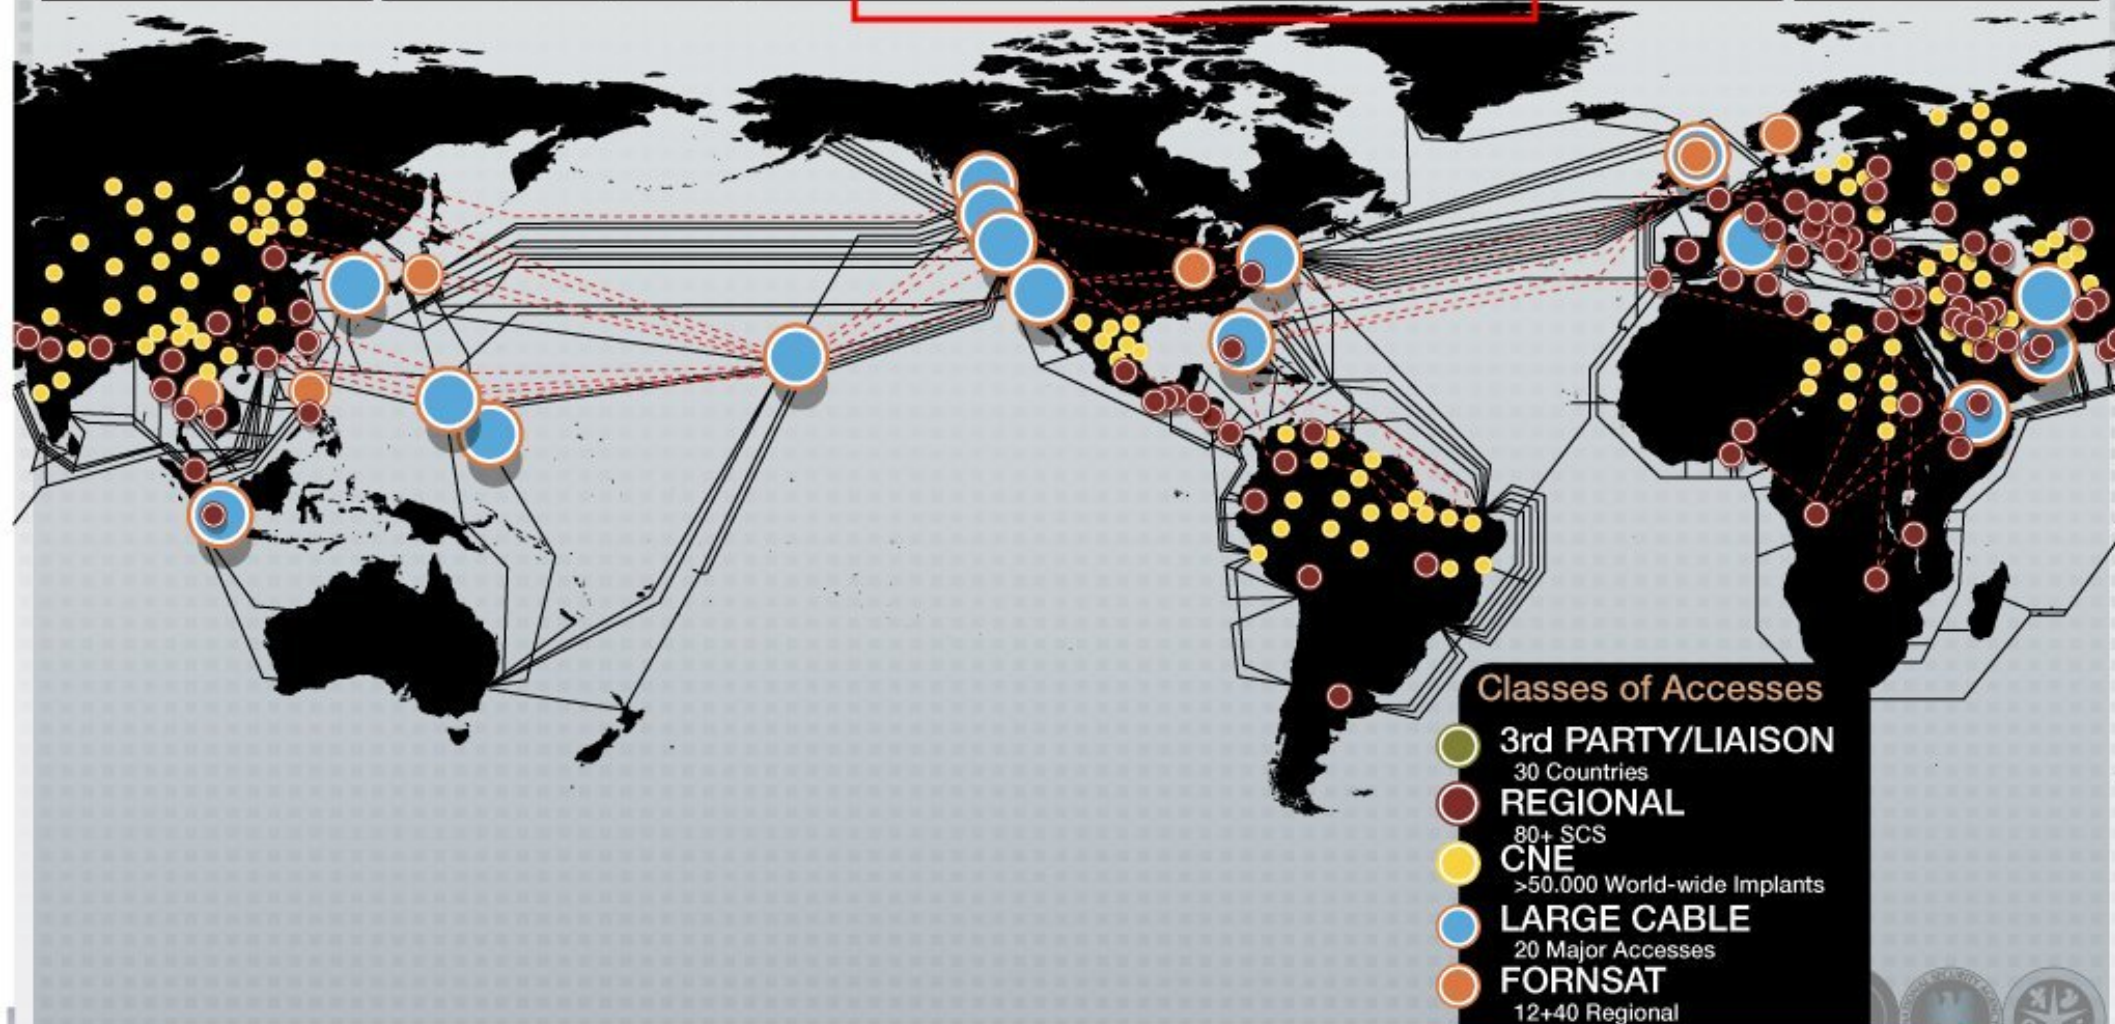 Classes of Accesses
3rd PARTY/LIAISON
30 Countries
REGIONAL
80+ SCS
CNE
>50.000 World-wide Implants
LARGE CABLE
20 Major Accesses
FORNSAT
12+40 Regional